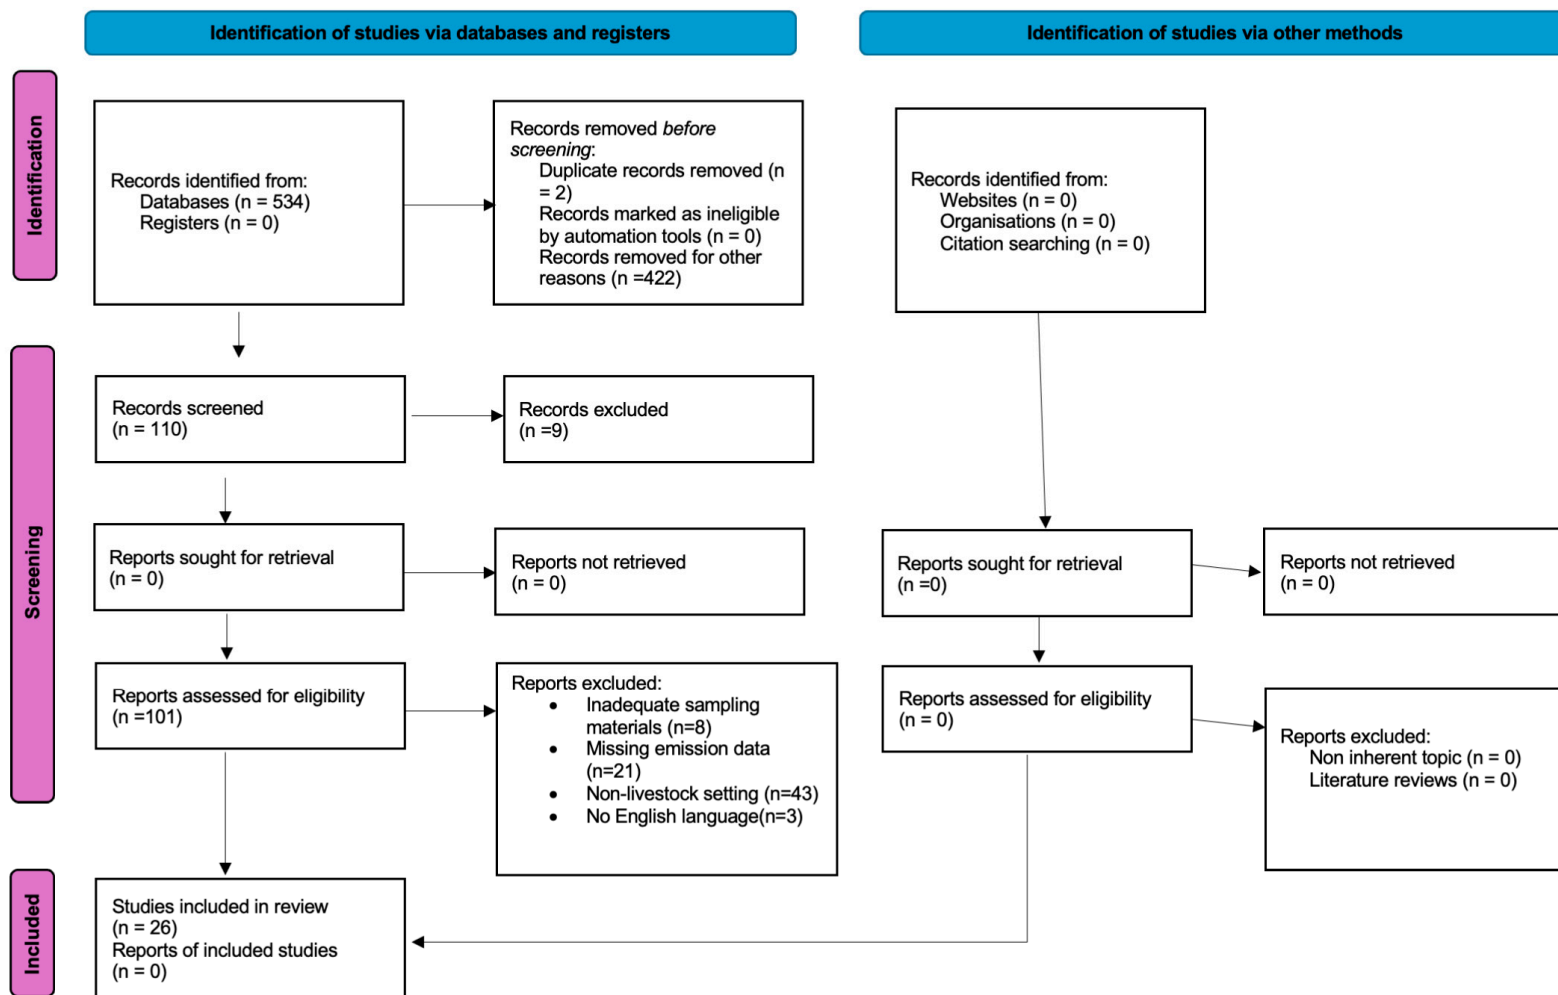 Identification of studies via databases and registers
Identification of studies via other methods
Identification
Records identified from:
Databases (n = 534)
Registers (n = 0)
Records removed before
screening:
Duplicate records removed (n
= 2)
Records marked as ineligible
by automation tools (n = 0)
Records removed for other
reasons (n =422)
Records identified from:
Websites (n = 0)
Organisations (n = 0)
Citation searching (n = 0)
Screening
Records screened
(n = 110)
Records excluded
(n =9)
Reports sought for retrieval
(n = 0)
Reports not retrieved
(n = 0)
Reports sought for retrieval
(n =0)
Reports not retrieved
(n = 0)
Reports assessed for eligibility
(n =101)
Reports excluded:
• Inadequate sampling
materials (n=8)
• Missing emission data
(n=21)
• Non-livestock setting (n=43)
• No English language(n=3)
Reports assessed for eligibility
(n = 0)
Reports excluded:
Non inherent topic (n = 0)
Literature reviews (n = 0)
Included
Studies included in review
(n = 26)
Reports of included studies
(n = 0)